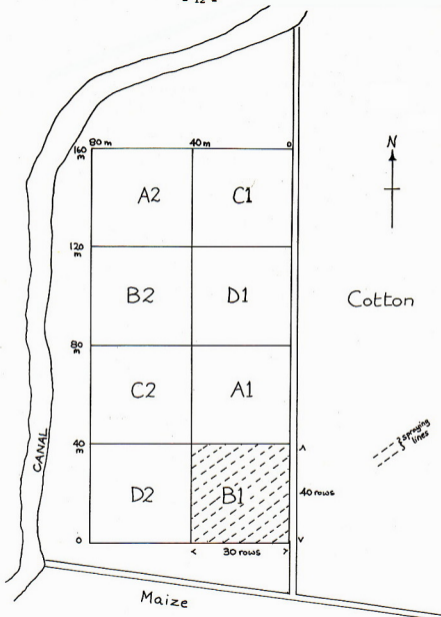 - 12 -
80 m 40 m 0
160 m
N
A2 C1
120 m
B2 D1
Cotton
80 m
C2 A1
40 m
spraying lines
CANAL
D2 B1
40 rows
0
30 rows
Maize